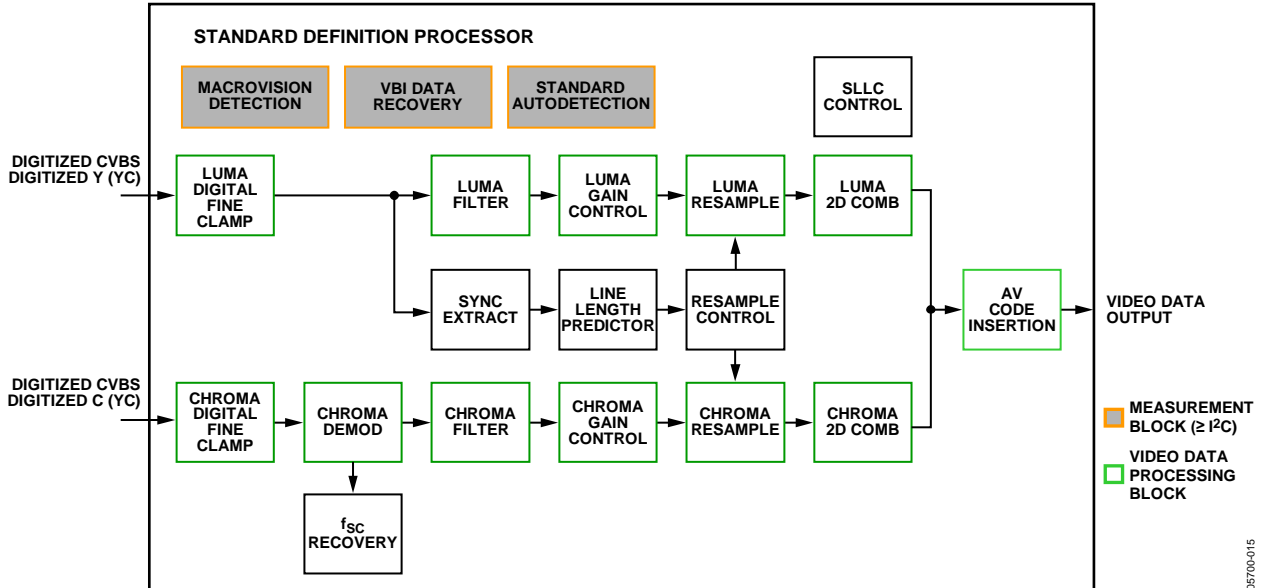 STANDARD DEFINITION PROCESSOR
MACROVISION
DETECTION
VBI DATA
RECOVERY
STANDARD
AUTODETECTION
SLLC
CONTROL
DIGITIZED CVBS
DIGITIZED Y (YC)
LUMA
DIGITAL
FINE
CLAMP
LUMA
FILTER
LUMA
GAIN
CONTROL
LUMA
RESAMPLE
LUMA
2D COMB
SYNC
EXTRACT
LINE
LENGTH
PREDICTOR
RESAMPLE
CONTROL
AV
CODE
INSERTION
VIDEO DATA
OUTPUT
DIGITIZED CVBS
DIGITIZED C (YC)
CHROMA
DIGITAL
FINE
CLAMP
CHROMA
DEMOD
CHROMA
FILTER
CHROMA
GAIN
CONTROL
CHROMA
RESAMPLE
CHROMA
2D COMB
fSC
RECOVERY
MEASUREMENT
BLOCK (≥ I²C)
VIDEO DATA
PROCESSING
BLOCK
05700-015